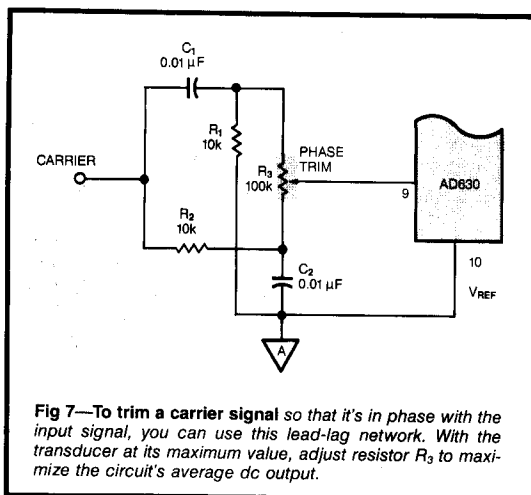 C₁
0.01 µF
R₁
10k
PHASE
TRIM
CARRIER
R₃
100k
9
AD630
R₂
10k
10
C₂
0.01 µF
VREF
A
Fig 7—To trim a carrier signal so that it's in phase with the
input signal, you can use this lead-lag network. With the
transducer at its maximum value, adjust resistor R₃ to maxi-
mize the circuit's average dc output.